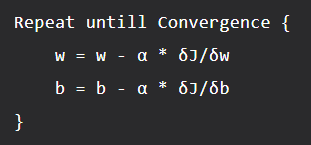 Repeat untill Convergence {
w = w - α * δJ/δw
b = b - α * δJ/δb
}